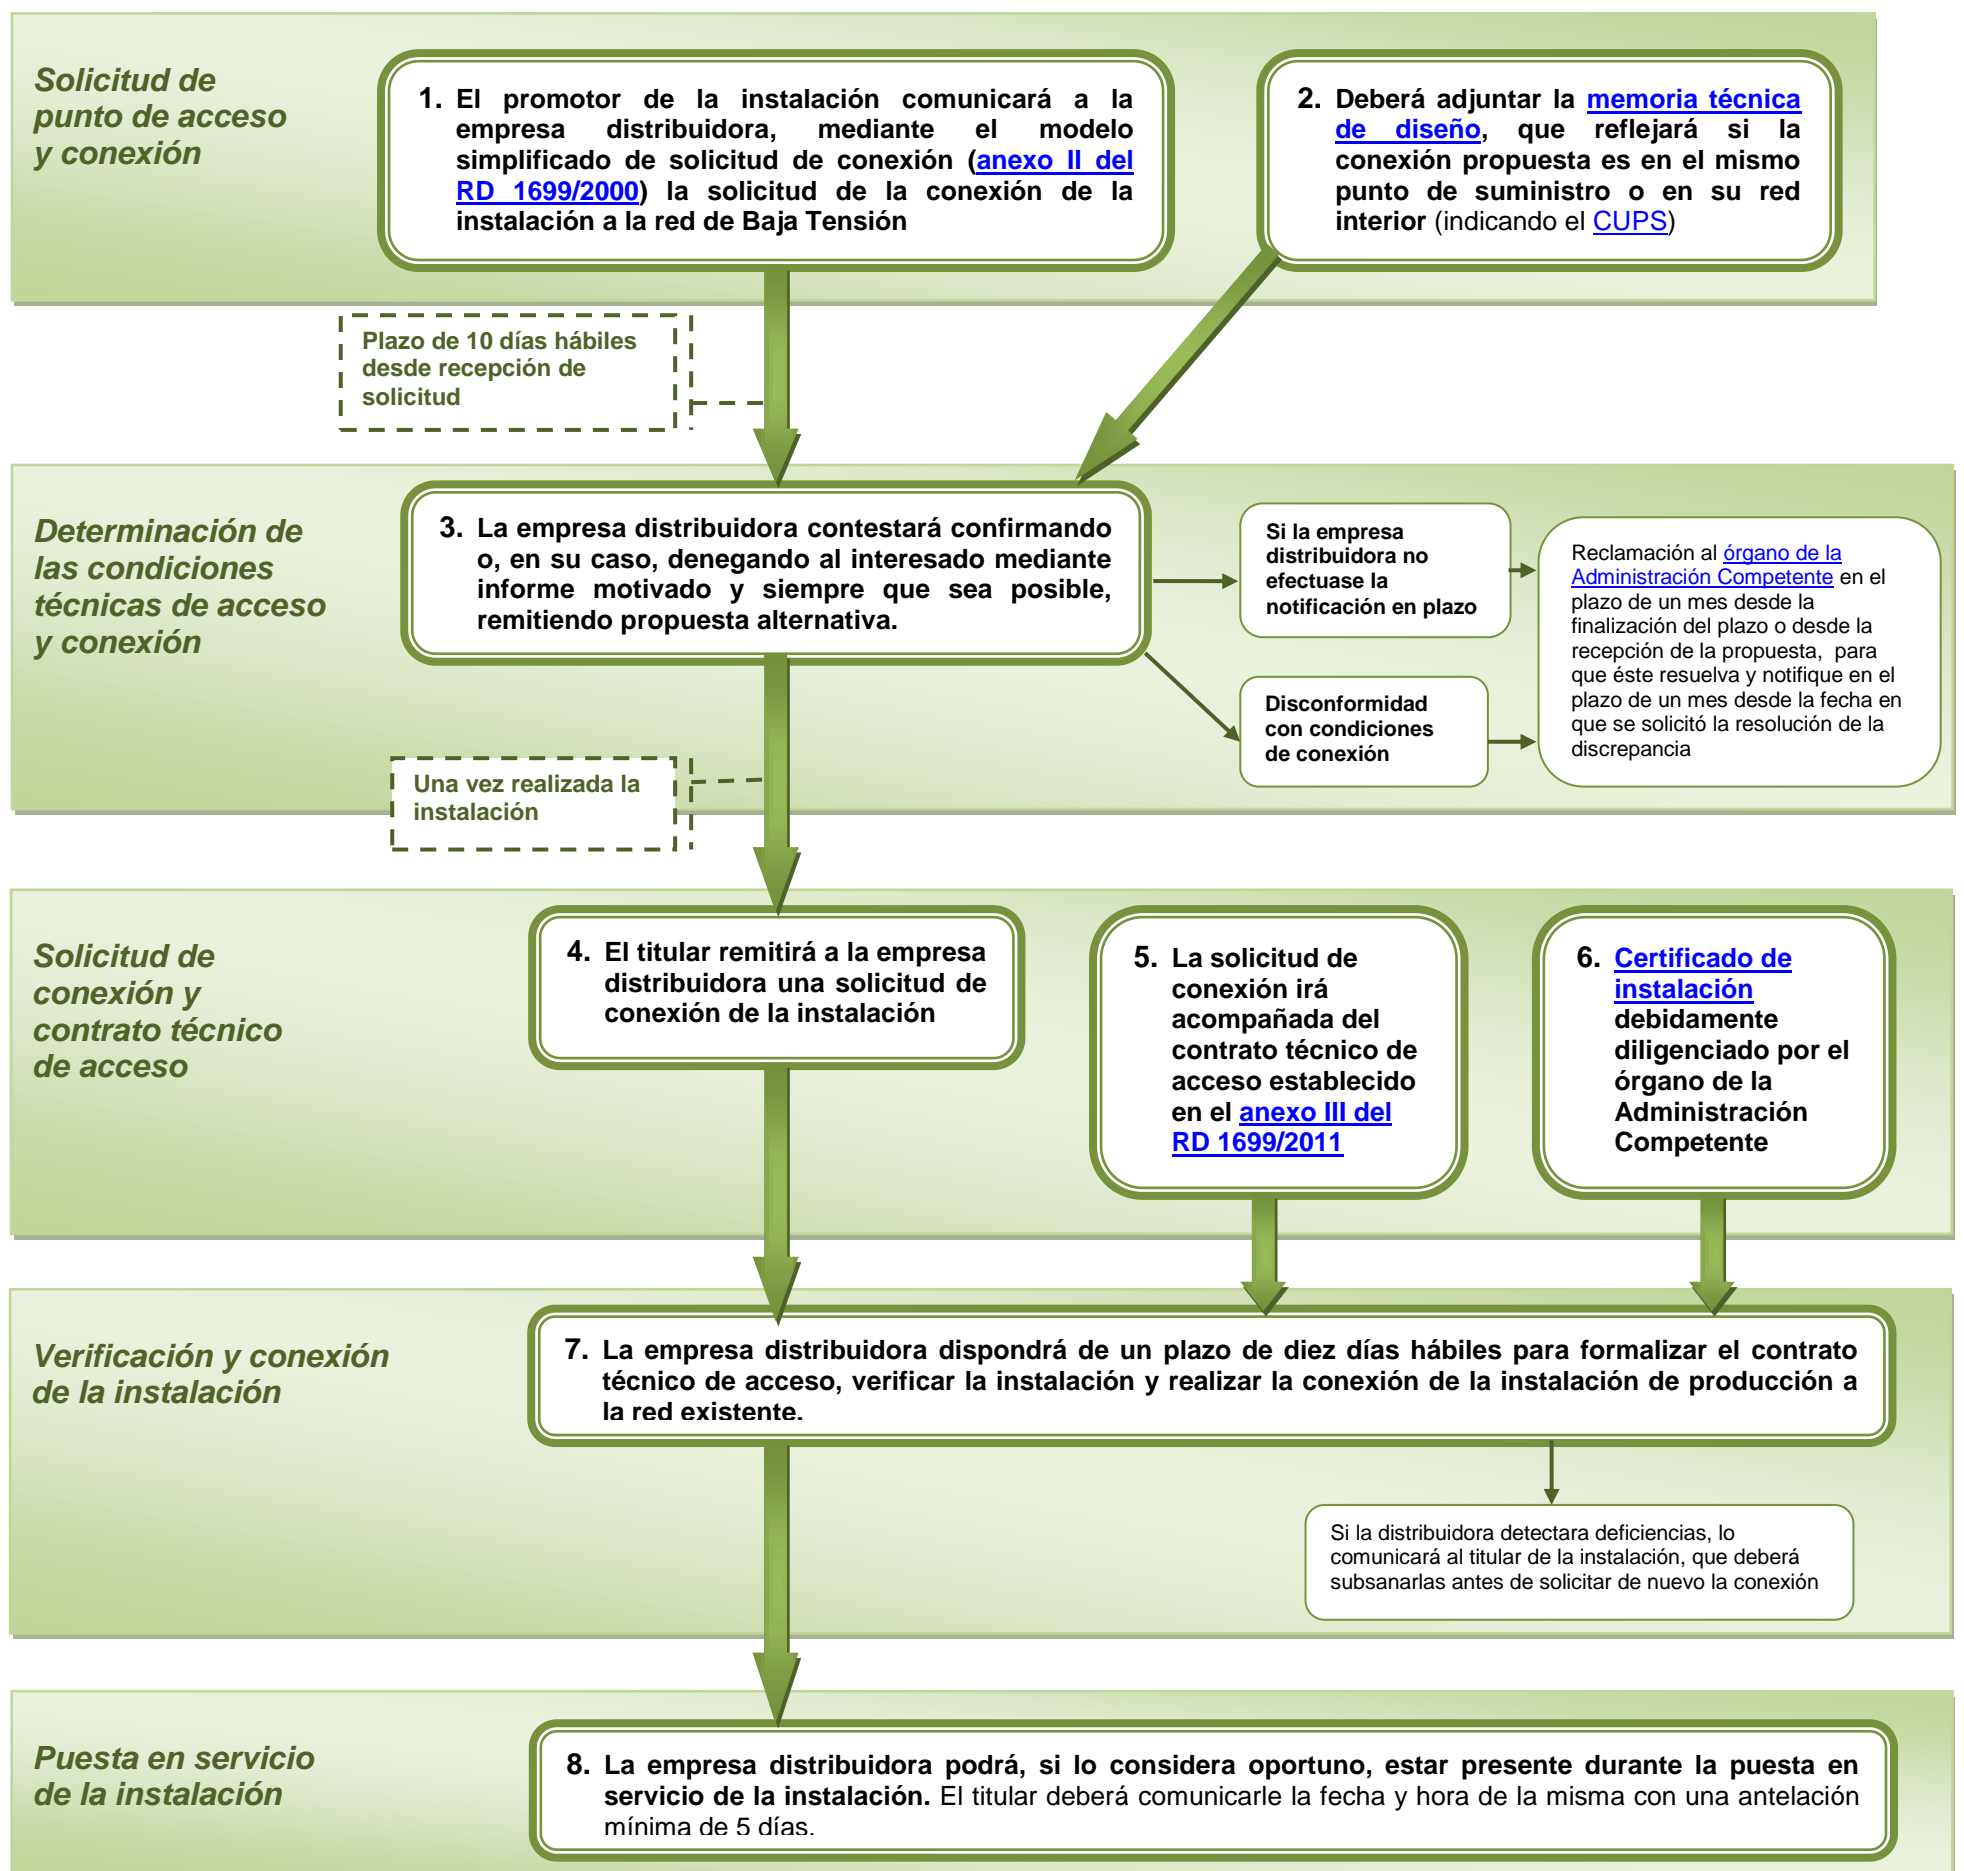 Solicitud de
punto de acceso
y conexión
1. El promotor de la instalación comunicará a la
empresa distribuidora, mediante el modelo
simplificado de solicitud de conexión (anexo II del
RD 1699/2000) la solicitud de la conexión de la
instalación a la red de Baja Tensión
2. Deberá adjuntar la memoria técnica
de diseño, que reflejará si la
conexión propuesta es en el mismo
punto de suministro o en su red
interior (indicando el CUPS)
Plazo de 10 días hábiles
desde recepción de
solicitud
Determinación de
las condiciones
técnicas de acceso
y conexión
3. La empresa distribuidora contestará confirmando
o, en su caso, denegando al interesado mediante
informe motivado y siempre que sea posible,
remitiendo propuesta alternativa.
Si la empresa
distribuidora no
efectuase la
notificación en plazo
Disconformidad
con condiciones
de conexión
Reclamación al órgano de la
Administración Competente en el
plazo de un mes desde la
finalización del plazo o desde la
recepción de la propuesta, para
que éste resuelva y notifique en el
plazo de un mes desde la fecha en
que se solicitó la resolución de la
discrepancia
Una vez realizada la
instalación
Solicitud de
conexión y
contrato técnico
de acceso
4. El titular remitirá a la empresa
distribuidora una solicitud de
conexión de la instalación
5. La solicitud de
conexión irá
acompañada del
contrato técnico de
acceso establecido
en el anexo III del
RD 1699/2011
6. Certificado de
instalación
debidamente
diligenciado por el
órgano de la
Administración
Competente
Verificación y conexión
de la instalación
7. La empresa distribuidora dispondrá de un plazo de diez días hábiles para formalizar el contrato
técnico de acceso, verificar la instalación y realizar la conexión de la instalación de producción a
la red existente.
Si la distribuidora detectara deficiencias, lo
comunicará al titular de la instalación, que deberá
subsanarlas antes de solicitar de nuevo la conexión
Puesta en servicio
de la instalación
8. La empresa distribuidora podrá, si lo considera oportuno, estar presente durante la puesta en
servicio de la instalación. El titular deberá comunicarle la fecha y hora de la misma con una antelación
mínima de 5 días.